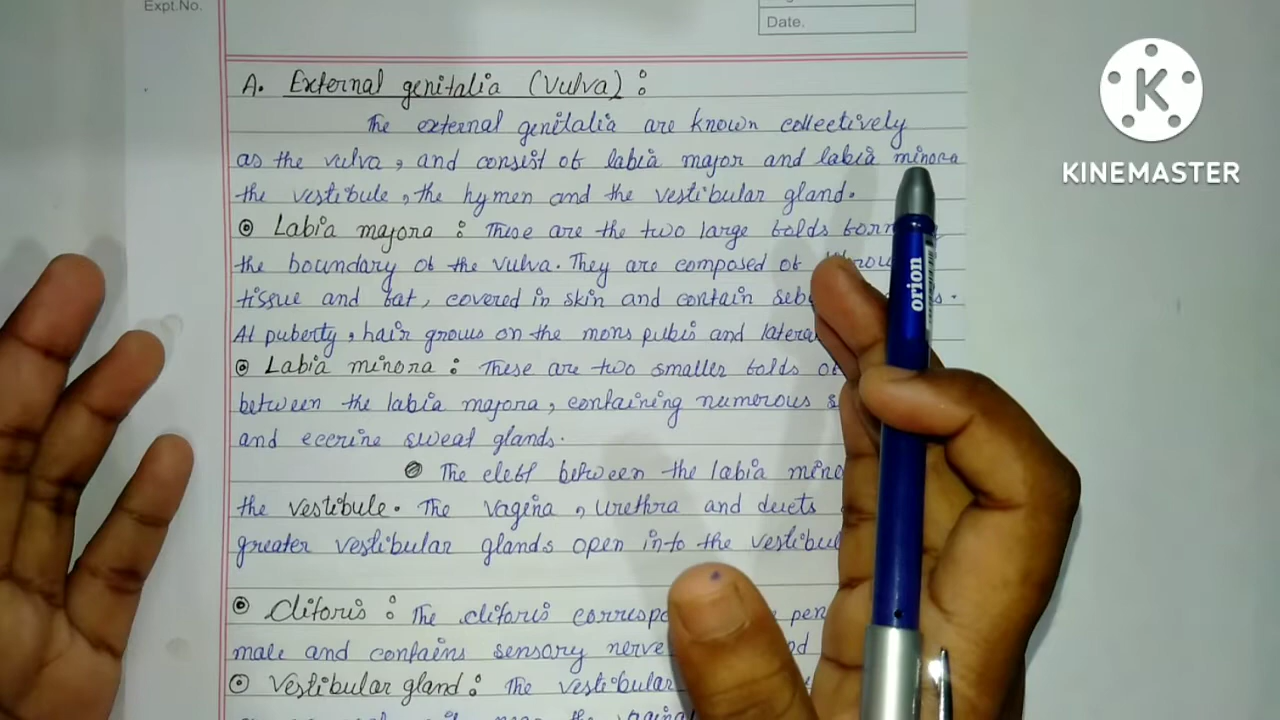 Expt.No.
Date.
A. External genitalia (vulva) :
The external genitalia are known collectively
as the vulva, and consist of labia major and labia minora
the vestibule, the hymen and the vestibular gland.
Labia majora : These are the two large folds
the boundary of the vulva. They are composed of
tissue and fat, covered in skin and contain
At puberty, hair grows on the mons pubis and
Labia minora : These are two smaller folds of
between the labia majora, containing numerous
and eccrine sweat glands.
The cleft between the labia
the vestibule. The vagina, urethra and ducts
greater vestibular glands open into the
Clitoris : The clitoris
male and contains sensory nerve
Vestibular gland : The vestibular
orion
K
KINEMASTER